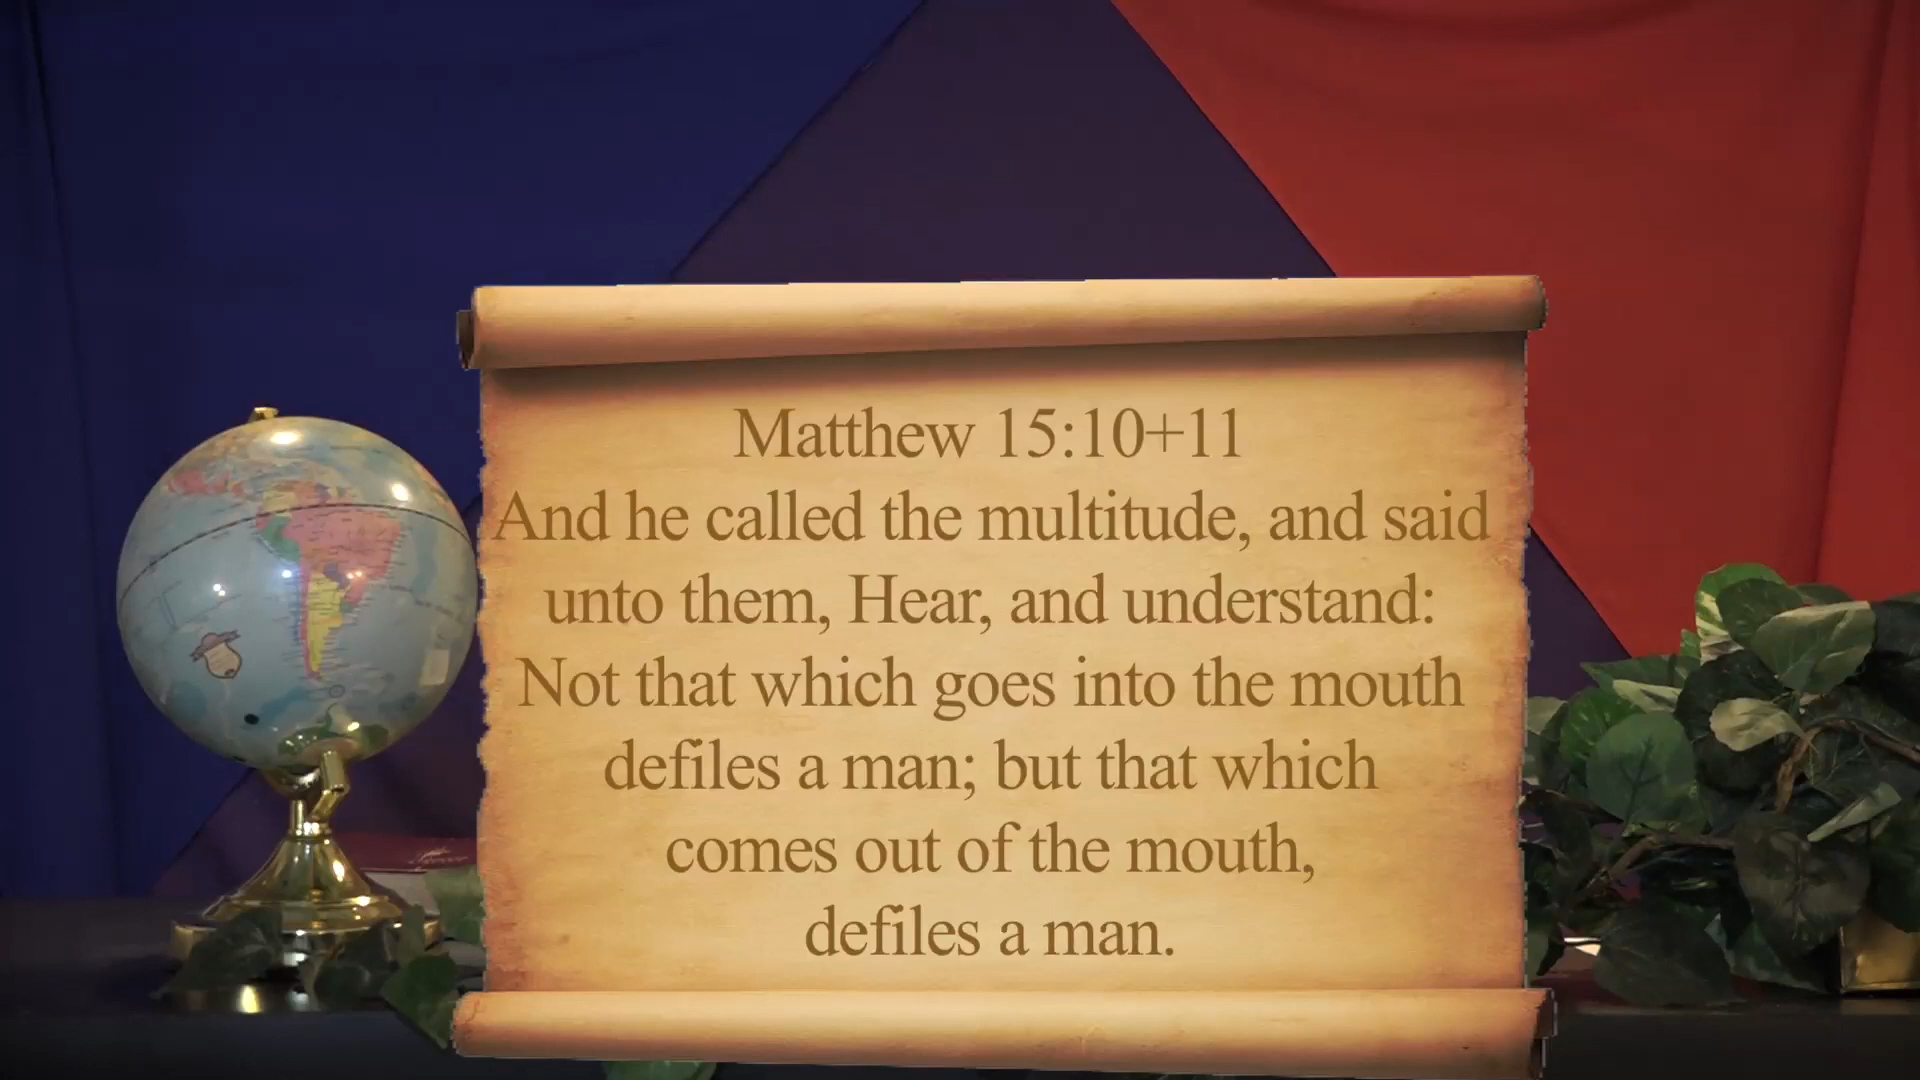 Matthew 15:10+11
And he called the multitude, and said
unto them, Hear, and understand:
Not that which goes into the mouth
defiles a man; but that which
comes out of the mouth,
defiles a man.